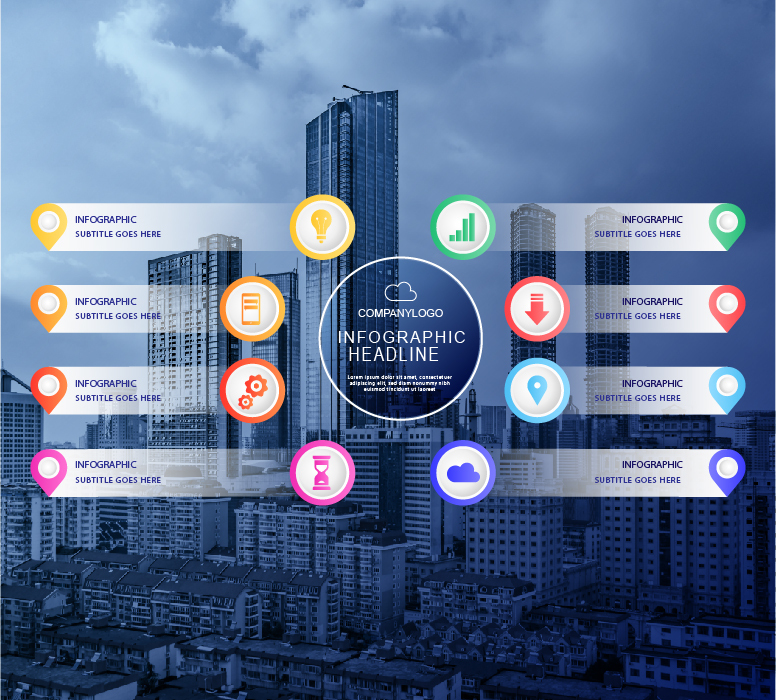 INFOGRAPHIC
SUBTITLE GOES HERE
INFOGRAPHIC
SUBTITLE GOES HERE
INFOGRAPHIC
SUBTITLE GOES HERE
INFOGRAPHIC
SUBTITLE GOES HERE
COMPANYLOGO
INFOGRAPHIC
HEADLINE
Lorem ipsum dolor sit amet, consectetuer
adipiscing elit, sed diam nonummy nibh
euismod tincidunt ut laoreet
INFOGRAPHIC
SUBTITLE GOES HERE
INFOGRAPHIC
SUBTITLE GOES HERE
INFOGRAPHIC
SUBTITLE GOES HERE
INFOGRAPHIC
SUBTITLE GOES HERE